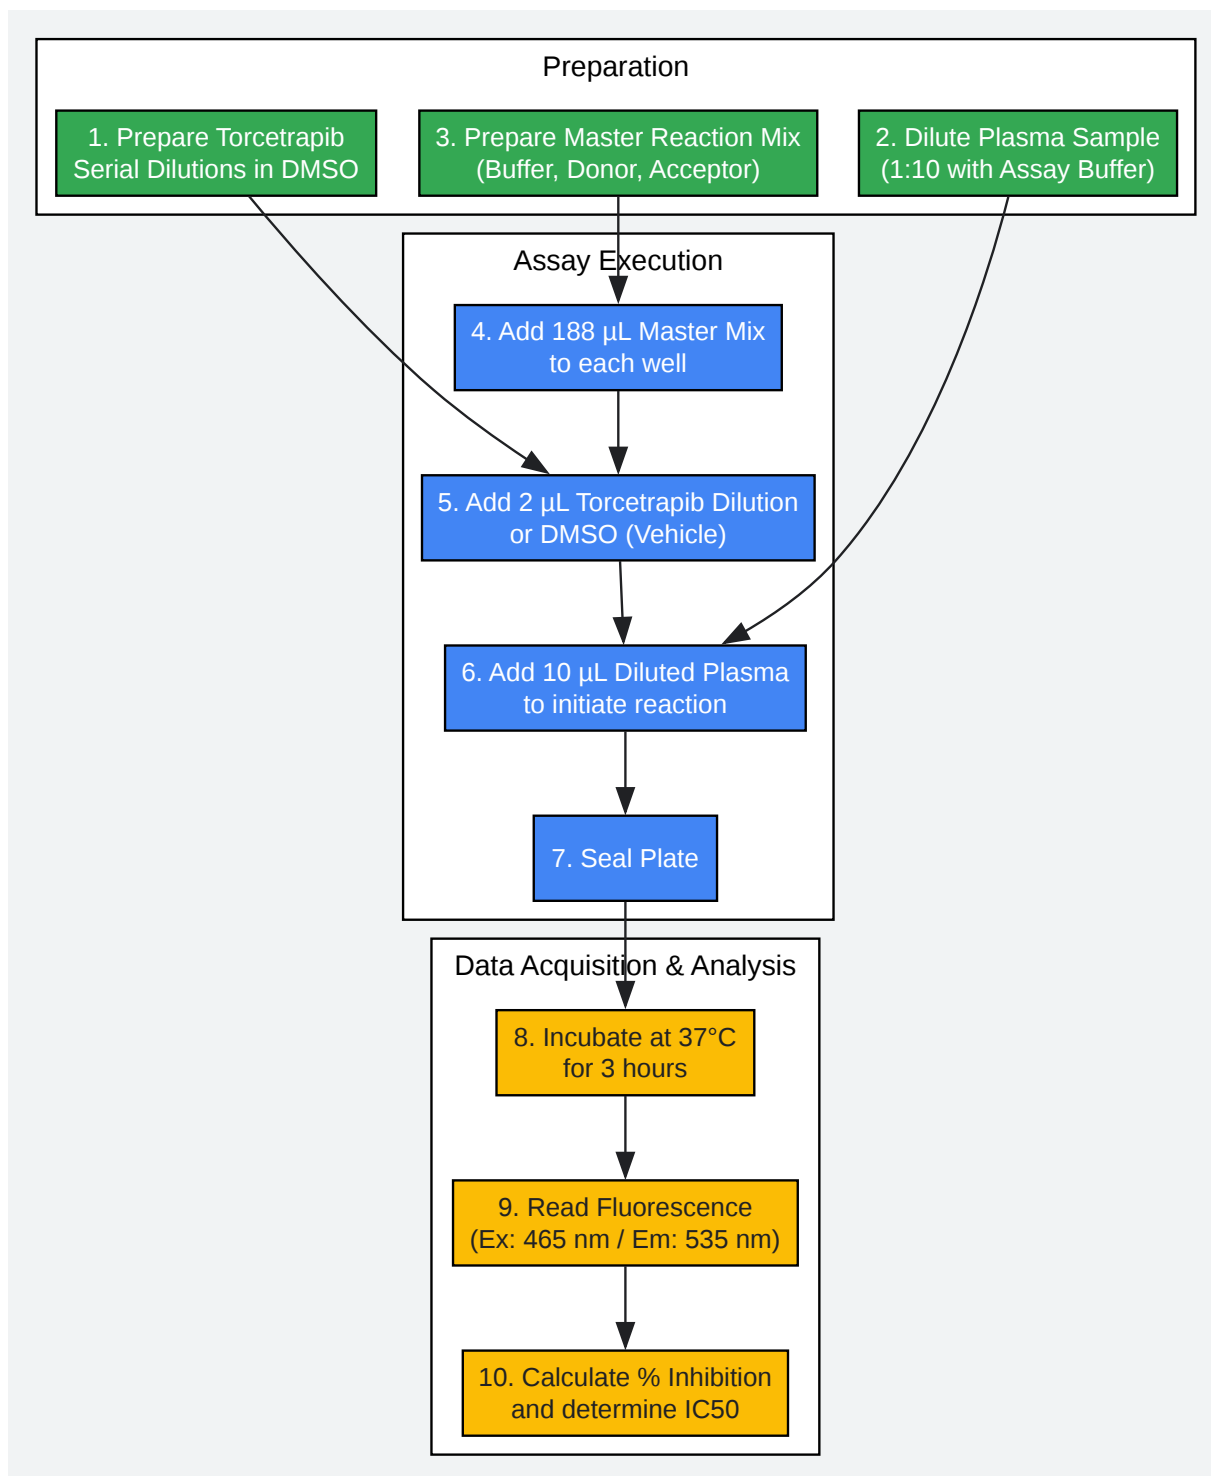 Preparation
1. Prepare Torcetrapib
Serial Dilutions in DMSO
3. Prepare Master Reaction Mix
(Buffer, Donor, Acceptor)
2. Dilute Plasma Sample
(1:10 with Assay Buffer)
Assay Execution
4. Add 188 µL Master Mix
to each well
5. Add 2 µL Torcetrapib Dilution
or DMSO (Vehicle)
6. Add 10 µL Diluted Plasma
to initiate reaction
7. Seal Plate
Data Acquisition & Analysis
8. Incubate at 37°C
for 3 hours
9. Read Fluorescence
(Ex: 465 nm / Em: 535 nm)
10. Calculate % Inhibition
and determine IC50